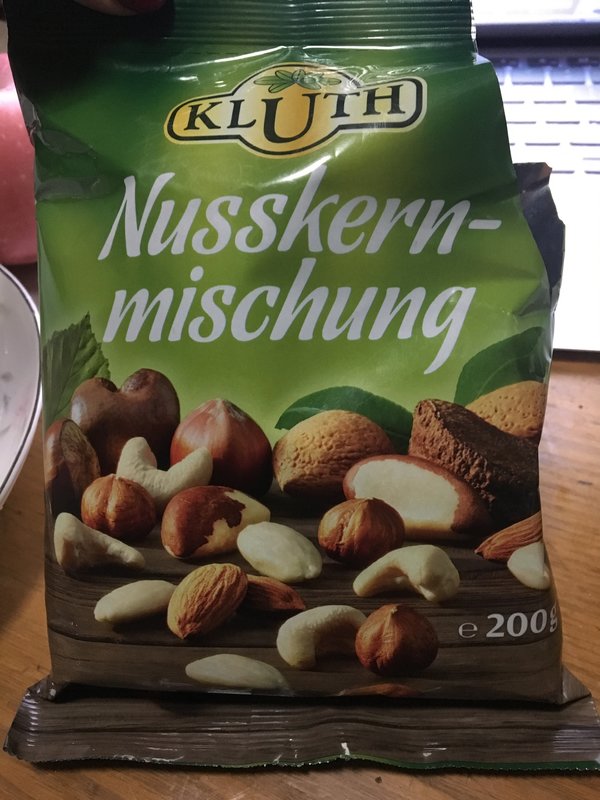 KLUTH
Nusskern-
mischung
℮ 200g